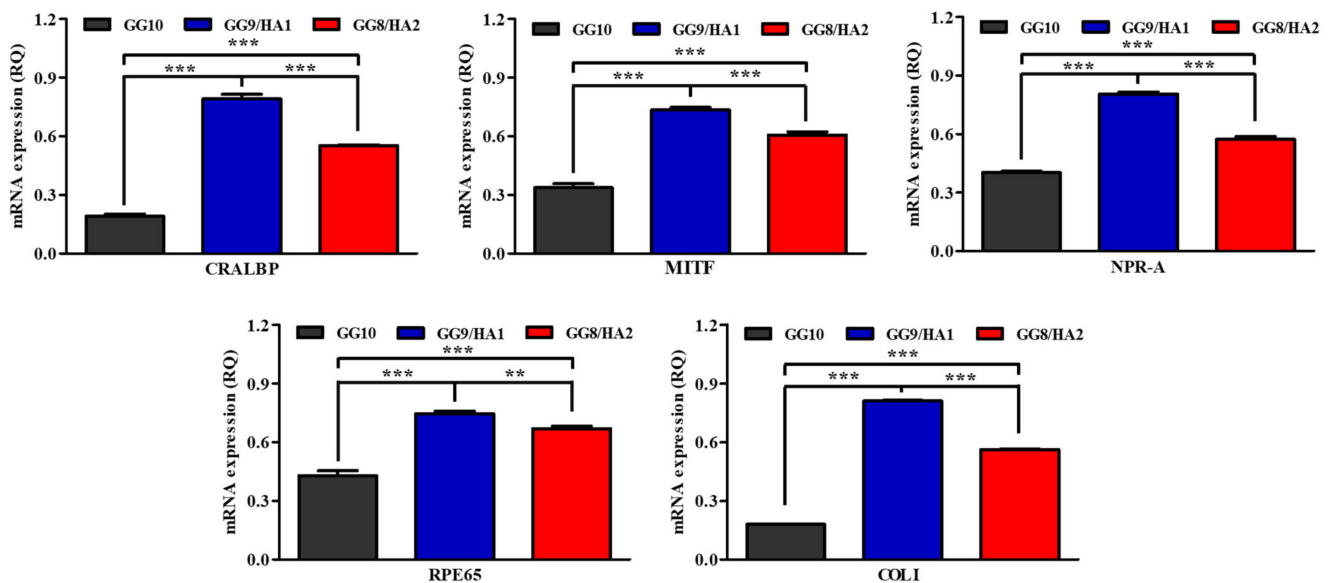 1.2
GG10 GG9/HA1 GG8/HA2
***
*** ***
0.9
0.6
0.3
0.0
mRNA expression (RQ)
CRALBP
1.2
GG10 GG9/HA1 GG8/HA2
***
*** ***
0.9
0.6
0.3
0.0
mRNA expression (RQ)
MITF
1.2
GG10 GG9/HA1 GG8/HA2
***
*** ***
0.9
0.6
0.3
0.0
mRNA expression (RQ)
NPR-A
1.2
GG10 GG9/HA1 GG8/HA2
***
*** **
0.9
0.6
0.3
0.0
mRNA expression (RQ)
RPE65
1.2
GG10 GG9/HA1 GG8/HA2
***
*** ***
0.9
0.6
0.3
0.0
mRNA expression (RQ)
COLI